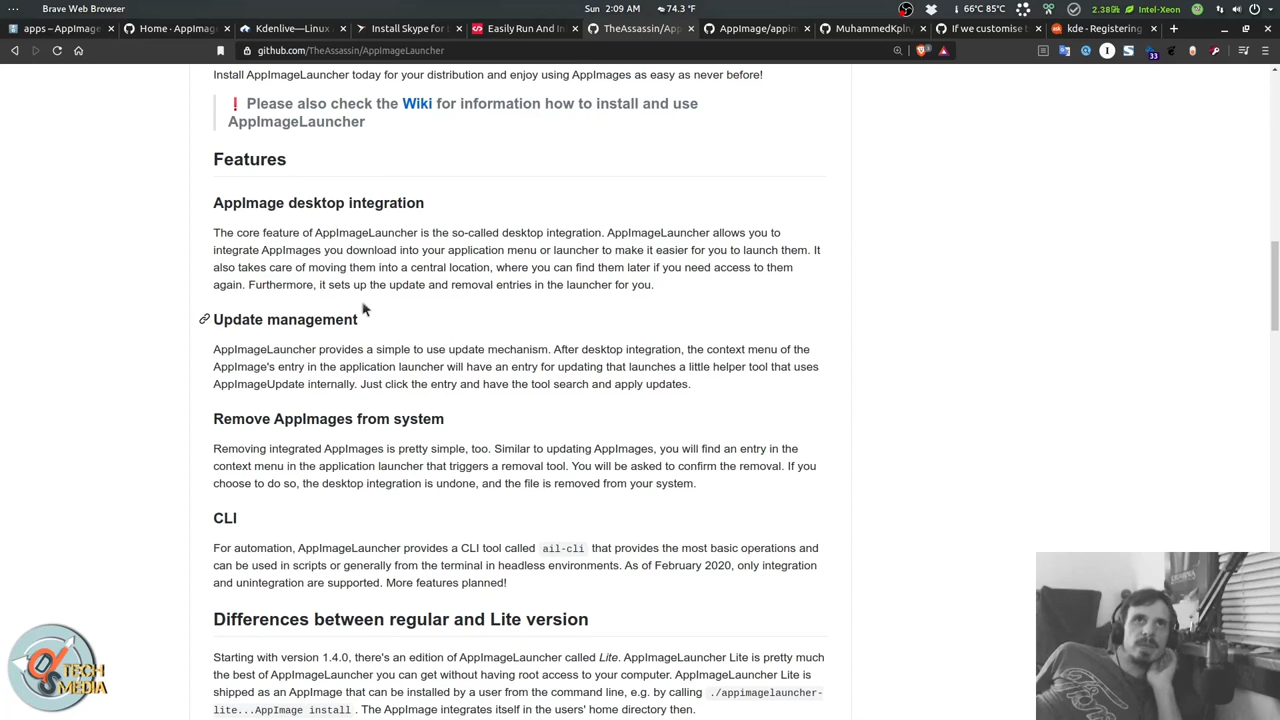 Brave Web Browser
Sun, 2:09 AM
74.3 °F
66°C 85°C
2.38%
Intel-Xeon
apps – AppImage
Home · AppImag
Kdenlive—Linux
Install Skype for
Easily Run And In
TheAssassin/App
AppImage/appim
MuhammedKpln
If we customise t
kde - Registering
github.com/TheAssassin/AppImageLauncher
33
Install AppImageLauncher today for your distribution and enjoy using AppImages as easy as never before!
❗ Please also check the Wiki for information how to install and use
AppImageLauncher
Features
AppImage desktop integration
The core feature of AppImageLauncher is the so-called desktop integration. AppImageLauncher allows you to
integrate AppImages you download into your application menu or launcher to make it easier for you to launch them. It
also takes care of moving them into a central location, where you can find them later if you need access to them
again. Furthermore, it sets up the update and removal entries in the launcher for you.
Update management
AppImageLauncher provides a simple to use update mechanism. After desktop integration, the context menu of the
AppImage's entry in the application launcher will have an entry for updating that launches a little helper tool that uses
AppImageUpdate internally. Just click the entry and have the tool search and apply updates.
Remove AppImages from system
Removing integrated AppImages is pretty simple, too. Similar to updating AppImages, you will find an entry in the
context menu in the application launcher that triggers a removal tool. You will be asked to confirm the removal. If you
choose to do so, the desktop integration is undone, and the file is removed from your system.
CLI
For automation, AppImageLauncher provides a CLI tool called ail-cli that provides the most basic operations and
can be used in scripts or generally from the terminal in headless environments. As of February 2020, only integration
and unintegration are supported. More features planned!
Differences between regular and Lite version
Starting with version 1.4.0, there's an edition of AppImageLauncher called Lite. AppImageLauncher Lite is pretty much
the best of AppImageLauncher you can get without having root access to your computer. AppImageLauncher Lite is
shipped as an AppImage that can be installed by a user from the command line, e.g. by calling ./appimagelauncher-
lite...AppImage install . The AppImage integrates itself in the users' home directory then.
TECH
MEDIA